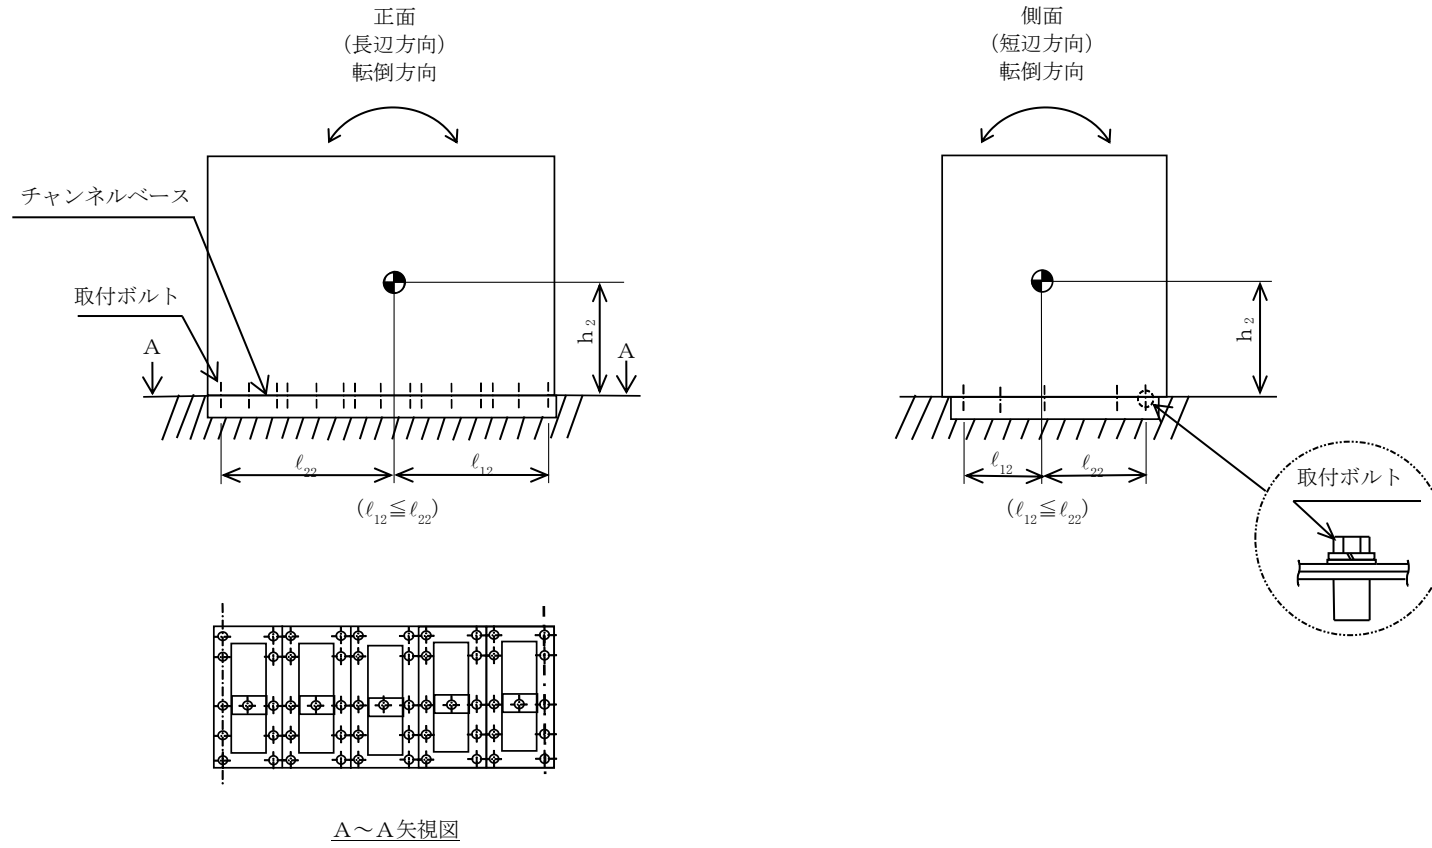 正面
(長辺方向)
転倒方向
側面
(短辺方向)
転倒方向
チャンネルベース
取付ボルト
A
A
h₂
h₂
ℓ₂₂
ℓ₁₂
(ℓ₁₂≦ℓ₂₂)
ℓ₁₂
ℓ₂₂
(ℓ₁₂≦ℓ₂₂)
取付ボルト
A～A矢視図